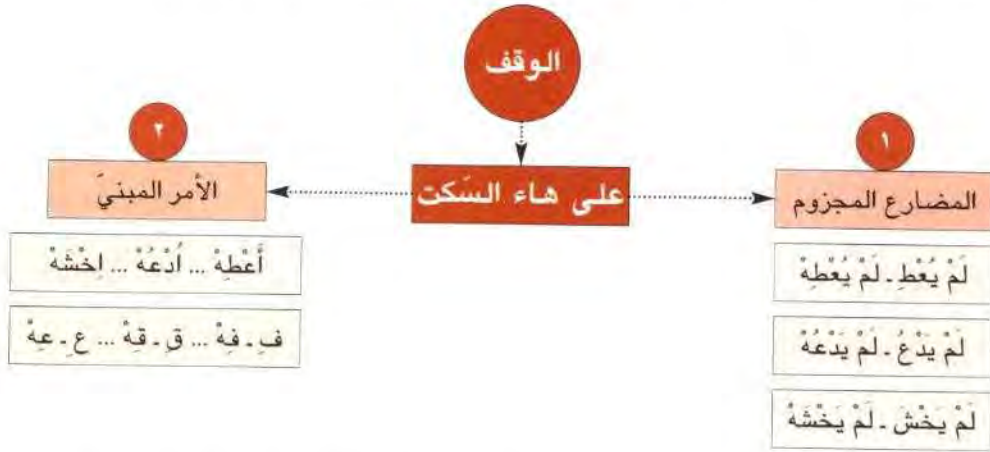 الوقف
على هاء السّكت
١
المضارع المجزوم
لَمْ يُعْطِ ـ لَمْ يُعْطِهْ
لَمْ يَدْعُ ـ لَمْ يَدْعُهْ
لَمْ يَخْشَ ـ لَمْ يَخْشَهْ
٢
الأمر المبنيّ
أَعْطِهْ ... اُدْعُهْ ... اِخْشَهْ
فِ ـ فِهْ ... قِ ـ قِهْ ... عِ ـ عِهْ